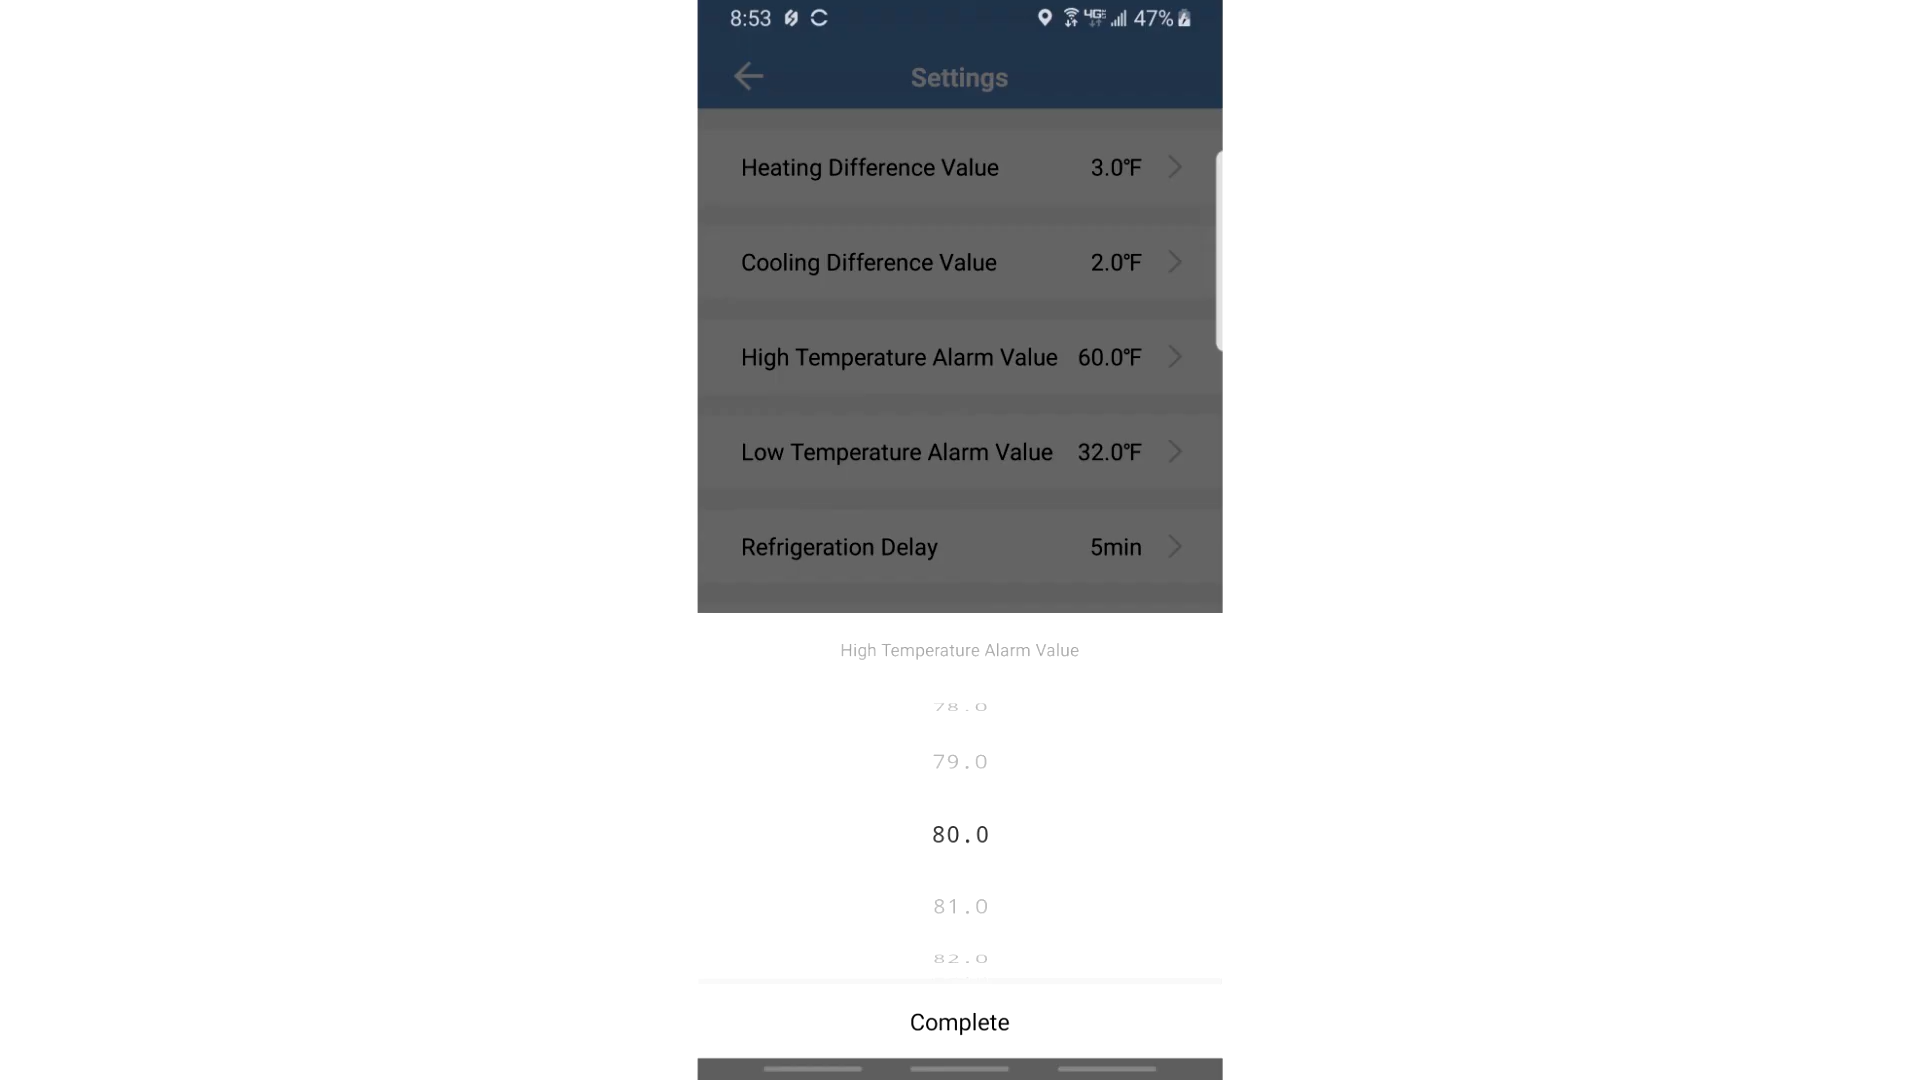 8:53 4G 47%
Settings
Heating Difference Value 3.0℉
Cooling Difference Value 2.0℉
High Temperature Alarm Value 60.0℉
Low Temperature Alarm Value 32.0℉
Refrigeration Delay 5min
High Temperature Alarm Value
78.0
79.0
80.0
81.0
82.0
Complete